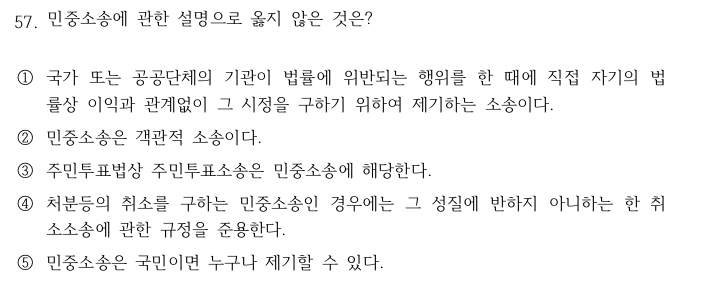 57. 민중소송에 관한 설명으로 옳지 않은 것은?
① 국가 또는 공공단체의 기관이 법률에 위반되는 행위를 한 때에 직접 자기의 법
률상 이익과 관계없이 그 시정을 구하기 위하여 제기하는 소송이다.
② 민중소송은 객관적 소송이다.
③ 주민투표법상 주민투표소송은 민중소송에 해당한다.
④ 처분등의 취소를 구하는 민중소송인 경우에는 그 성질에 반하지 아니하는 한 취
소소송에 관한 규정을 준용한다.
⑤ 민중소송은 국민이면 누구나 제기할 수 있다.